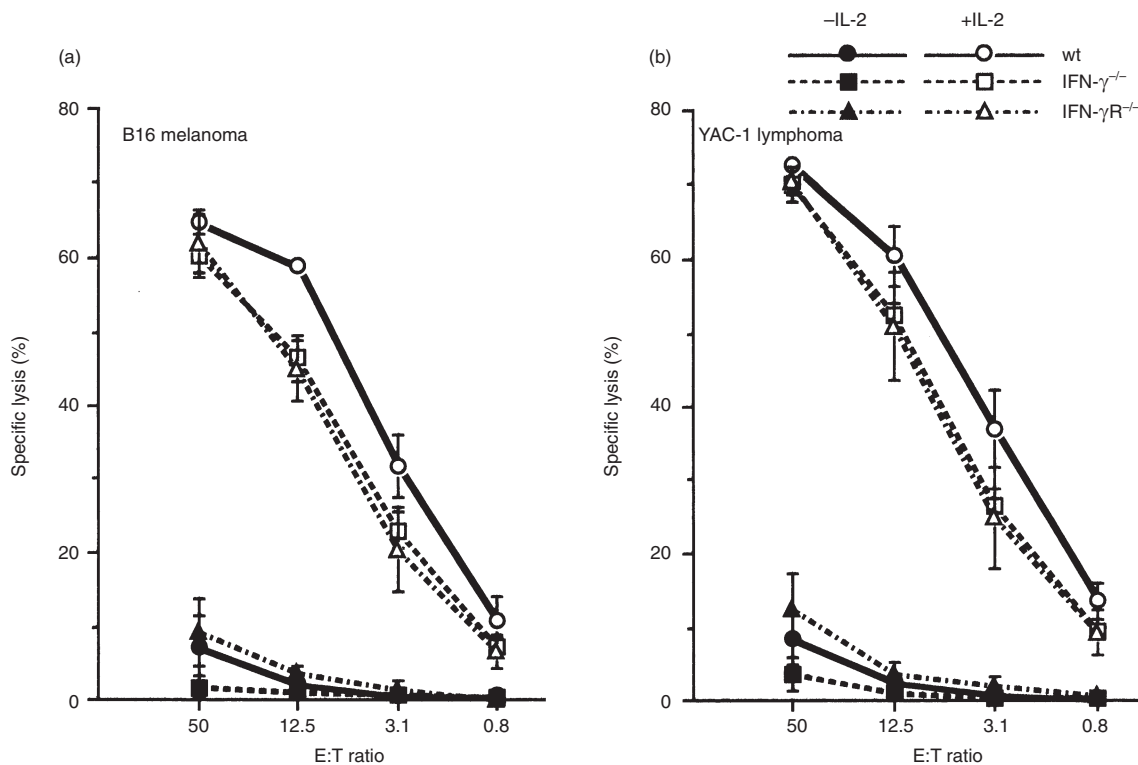 –IL-2 +IL-2
wt
IFN-γ⁻/⁻
IFN-γR⁻/⁻
(a)
B16 melanoma
80
60
40
20
0
Specific lysis (%)
50 12.5 3.1 0.8
E:T ratio
(b)
YAC-1 lymphoma
80
60
40
20
0
Specific lysis (%)
50 12.5 3.1 0.8
E:T ratio